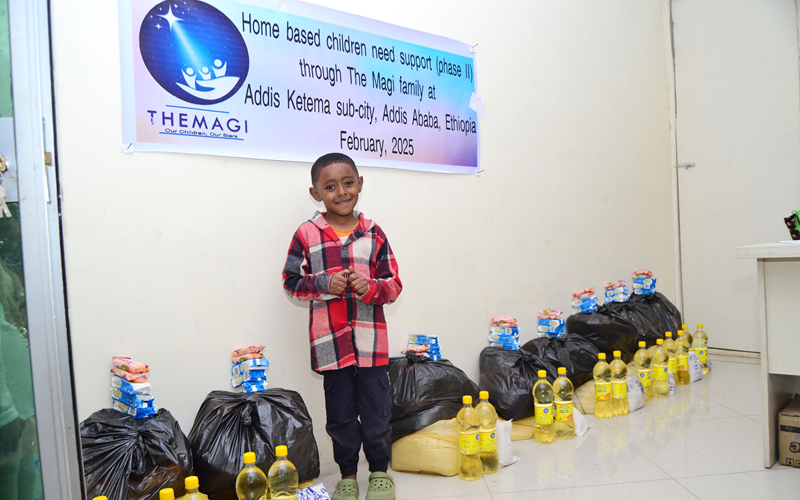 Home based children need support (phase II)
through The Magi family at
Addis Ketema sub-city, Addis Ababa, Ethiopia
February, 2025
THEMAGI
Our Children, Our Stars